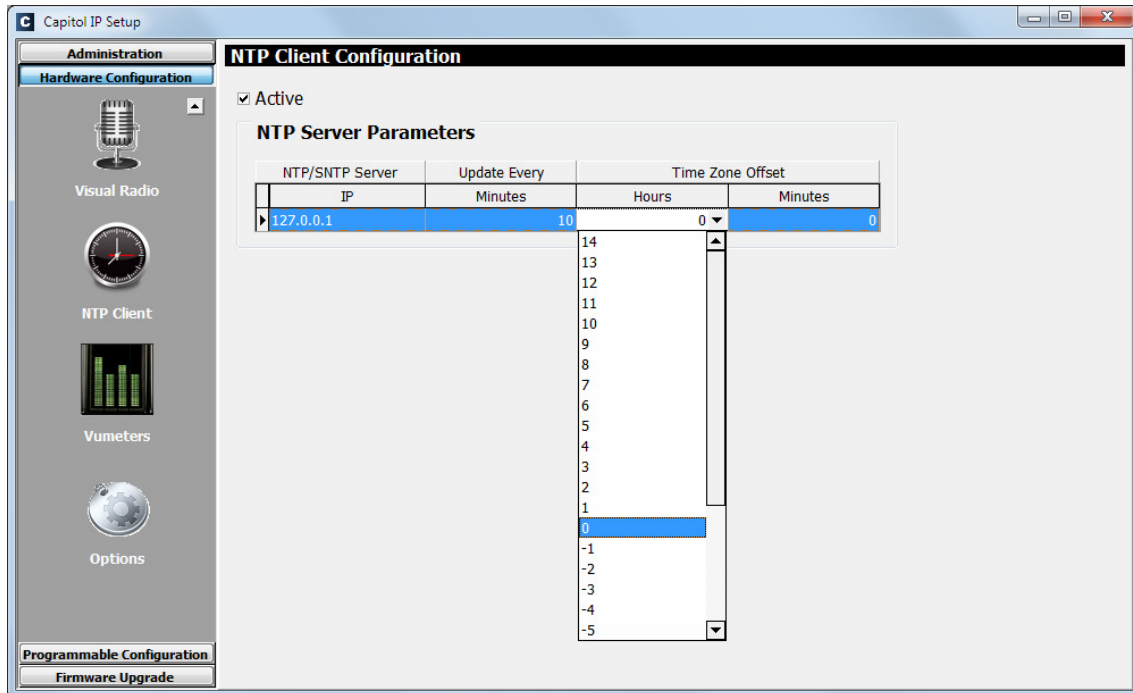 C Capitol IP Setup
Administration
Hardware Configuration
Visual Radio
NTP Client
Vumeters
Options
Programmable Configuration
Firmware Upgrade
NTP Client Configuration
Active
NTP Server Parameters
NTP/SNTP Server Update Every Time Zone Offset
IP Minutes Hours Minutes
127.0.0.1 10 0 0
14
13
12
11
10
9
8
7
6
5
4
3
2
1
0
-1
-2
-3
-4
-5